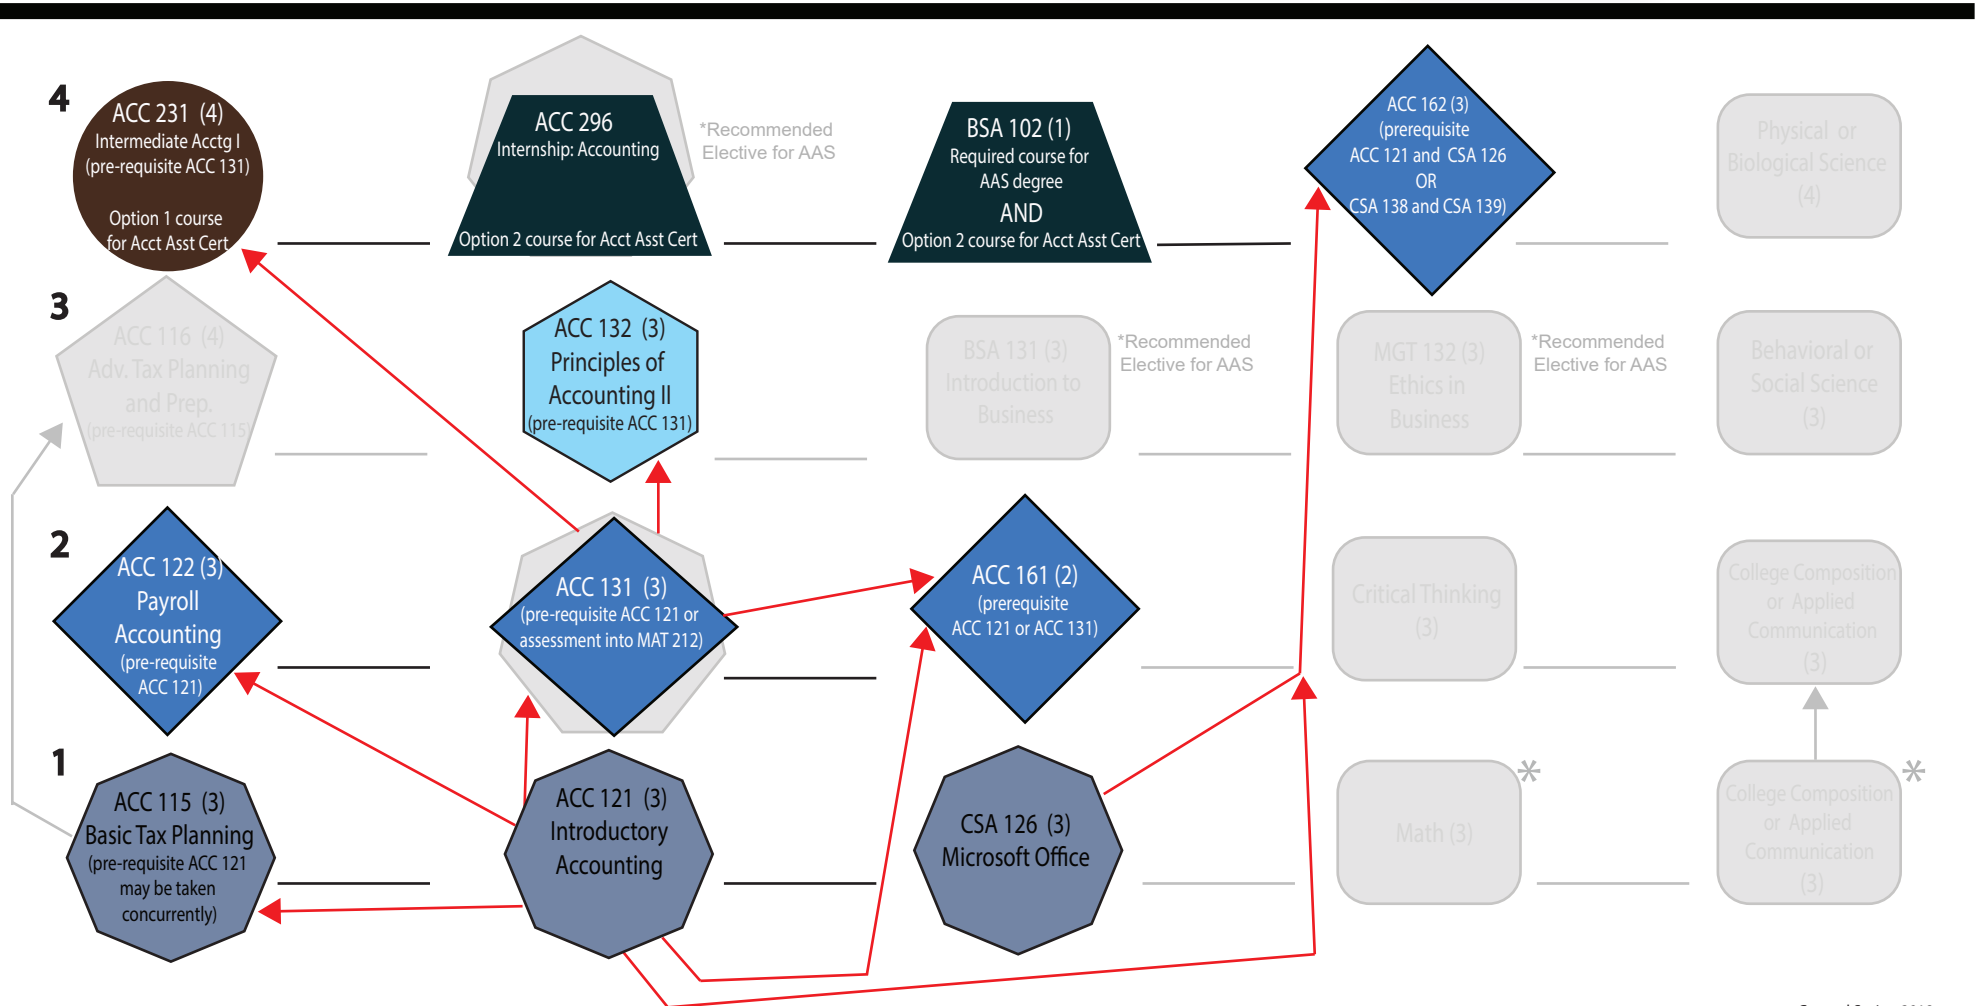 4
ACC 231 (4)
Intermediate Acctg I
(pre-requisite ACC 131)
Option 1 course
for Acct Asst Cert
ACC 296
Internship: Accounting
Option 2 course for Acct Asst Cert
*Recommended
Elective for AAS
BSA 102 (1)
Required course for
AAS degree
AND
Option 2 course for Acct Asst Cert
ACC 162 (3)
(prerequisite
ACC 121 and CSA 126
OR
CSA 138 and CSA 139)
Physical or
Biological Science
(4)
3
ACC 116 (4)
Adv. Tax Planning
and Prep.
(pre-requisite ACC 115)
ACC 132 (3)
Principles of
Accounting II
(pre-requisite ACC 131)
BSA 131 (3)
Introduction to
Business
*Recommended
Elective for AAS
MGT 132 (3)
Ethics in
Business
*Recommended
Elective for AAS
Behavioral or
Social Science
(3)
2
ACC 122 (3)
Payroll
Accounting
(pre-requisite
ACC 121)
ACC 131 (3)
(pre-requisite ACC 121 or
assessment into MAT 212)
ACC 161 (2)
(prerequisite
ACC 121 or ACC 131)
Critical Thinking
(3)
College Composition
or Applied
Communication
(3)
1
ACC 115 (3)
Basic Tax Planning
(pre-requisite ACC 121
may be taken
concurrently)
ACC 121 (3)
Introductory
Accounting
CSA 126 (3)
Microsoft Office
Math (3)
*
College Composition
or Applied
Communication
(3)
*